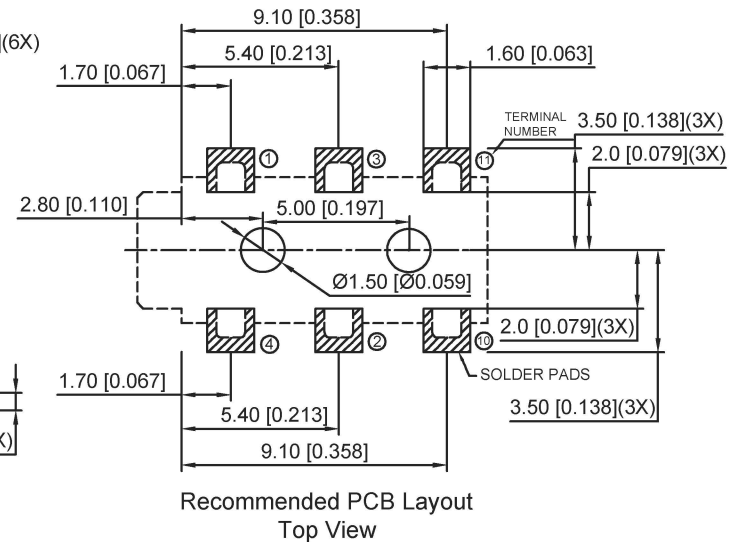 9.10 [0.358]
](6X)
5.40 [0.213]
1.60 [0.063]
1.70 [0.067]
TERMINAL
NUMBER
3.50 [0.138](3X)
1
3
11
2.0 [0.079](3X)
2.80 [0.110]
5.00 [0.197]
Ø1.50 [Ø0.059]
2.0 [0.079](3X)
4
2
10
SOLDER PADS
1.70 [0.067]
5.40 [0.213]
3.50 [0.138](3X)
X)
9.10 [0.358]
Recommended PCB Layout
Top View